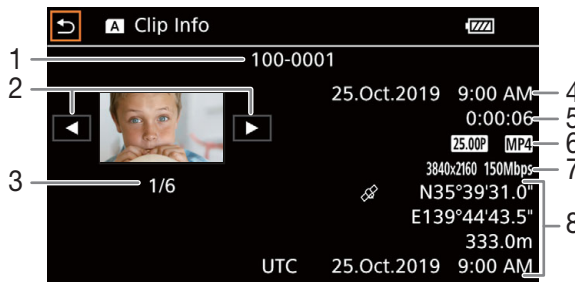 A Clip Info
1 100-0001
2
25.Oct.2019 9:00 AM 4
0:00:06 5
25.00P MP4 6
3840x2160 150Mbps 7
3 1/6
N35°39'31.0"
E139°44'43.5" 8
333.0m
UTC 25.Oct.2019 9:00 AM